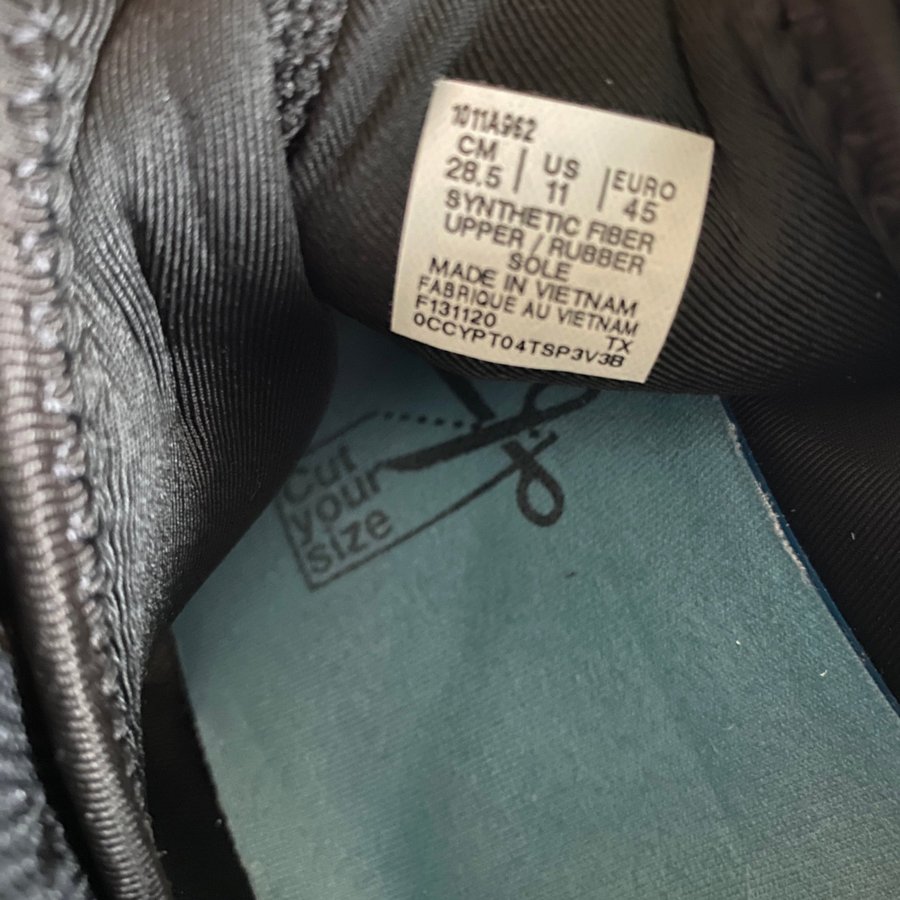 1011A962
CM | US | EURO
28.5 | 11 | 45
SYNTHETIC FIBER
UPPER / RUBBER
SOLE
MADE IN VIETNAM
FABRIQUE AU VIETNAM
F131120 TX
0CCYPT04TSP3V3B
Cut
your
size